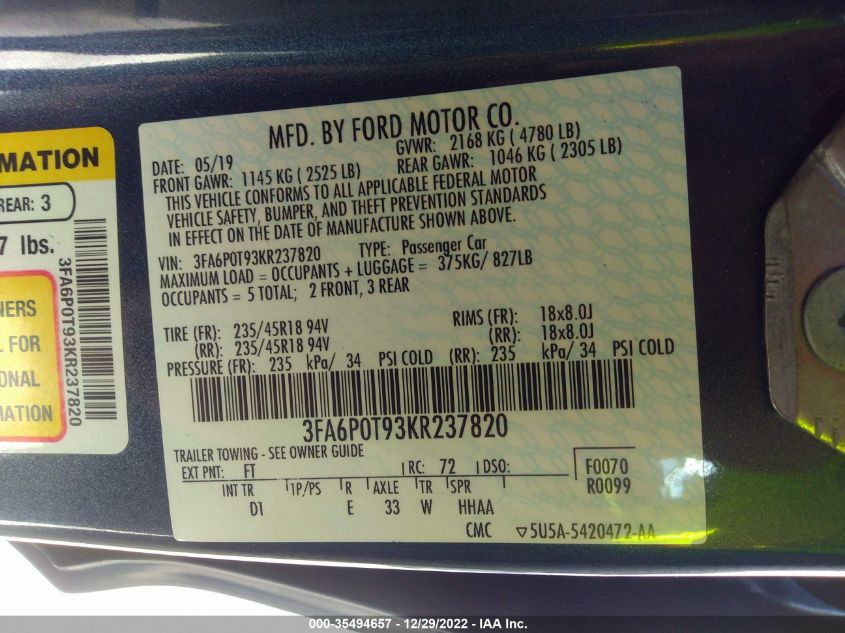 MATION
REAR: 3
7 lbs.
NERS
L FOR
ONAL
MATION
3FA6P0T93KR237820
MFD. BY FORD MOTOR CO.
DATE: 05/19 GVWR: 2168 KG ( 4780 LB)
FRONT GAWR: 1145 KG ( 2525 LB) REAR GAWR: 1046 KG ( 2305 LB)
THIS VEHICLE CONFORMS TO ALL APPLICABLE FEDERAL MOTOR
VEHICLE SAFETY, BUMPER, AND THEFT PREVENTION STANDARDS
IN EFFECT ON THE DATE OF MANUFACTURE SHOWN ABOVE.
VIN: 3FA6P0T93KR237820 TYPE: Passenger Car
MAXIMUM LOAD = OCCUPANTS + LUGGAGE = 375KG/ 827LB
OCCUPANTS = 5 TOTAL; 2 FRONT, 3 REAR
TIRE (FR): 235/45R18 94V RIMS (FR): 18x8.0J
(RR): 235/45R18 94V (RR): 18x8.0J
PRESSURE (FR): 235 kPa/ 34 PSI COLD (RR): 235 kPa/ 34 PSI COLD
3FA6P0T93KR237820
TRAILER TOWING - SEE OWNER GUIDE
EXT PNT: FT RC: 72 DSO: F0070
INT TR TP/PS R AXLE TR SPR R0099
D1 E 33 W HHAA
CMC ▽5U5A-5420472-AA
000-35494657 - 12/29/2022 - IAA Inc.